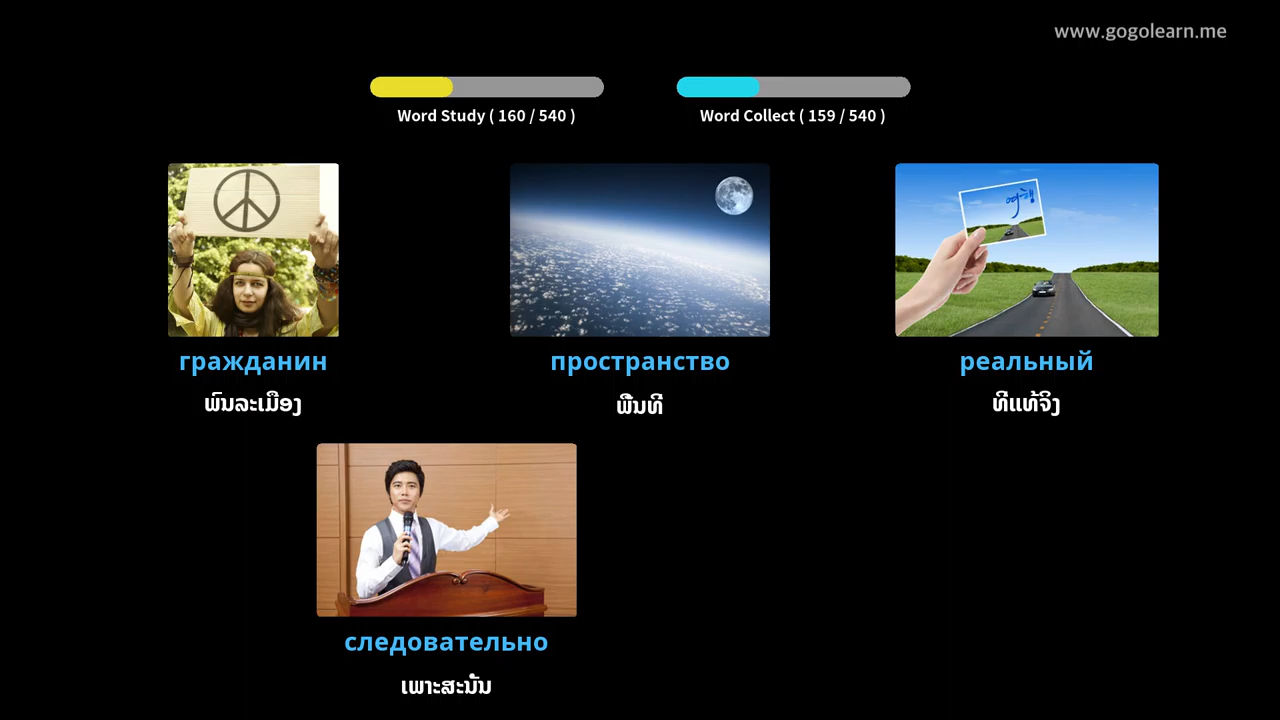 www.gogolearn.me
Word Study ( 160 / 540 )
Word Collect ( 159 / 540 )
여행
гражданин
пространство
реальный
ພົນລະເມືອງ
ພື້ນທີ່
ທີ່ແທ້ຈິງ
следовательно
ເພາະສະນັ້ນ